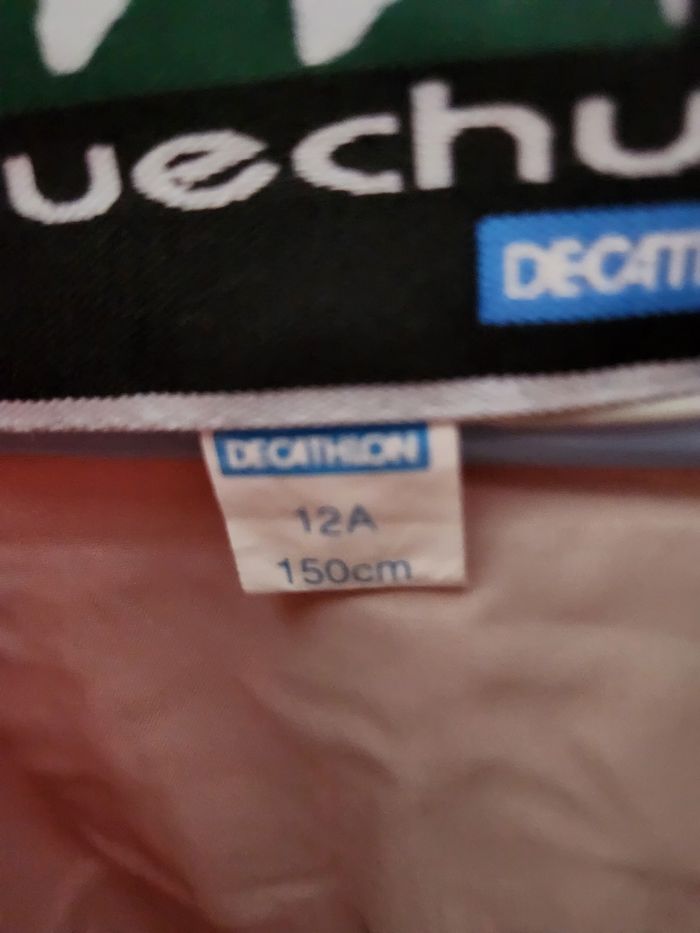 uechu
DECATH
DECATHLON
12A
150cm